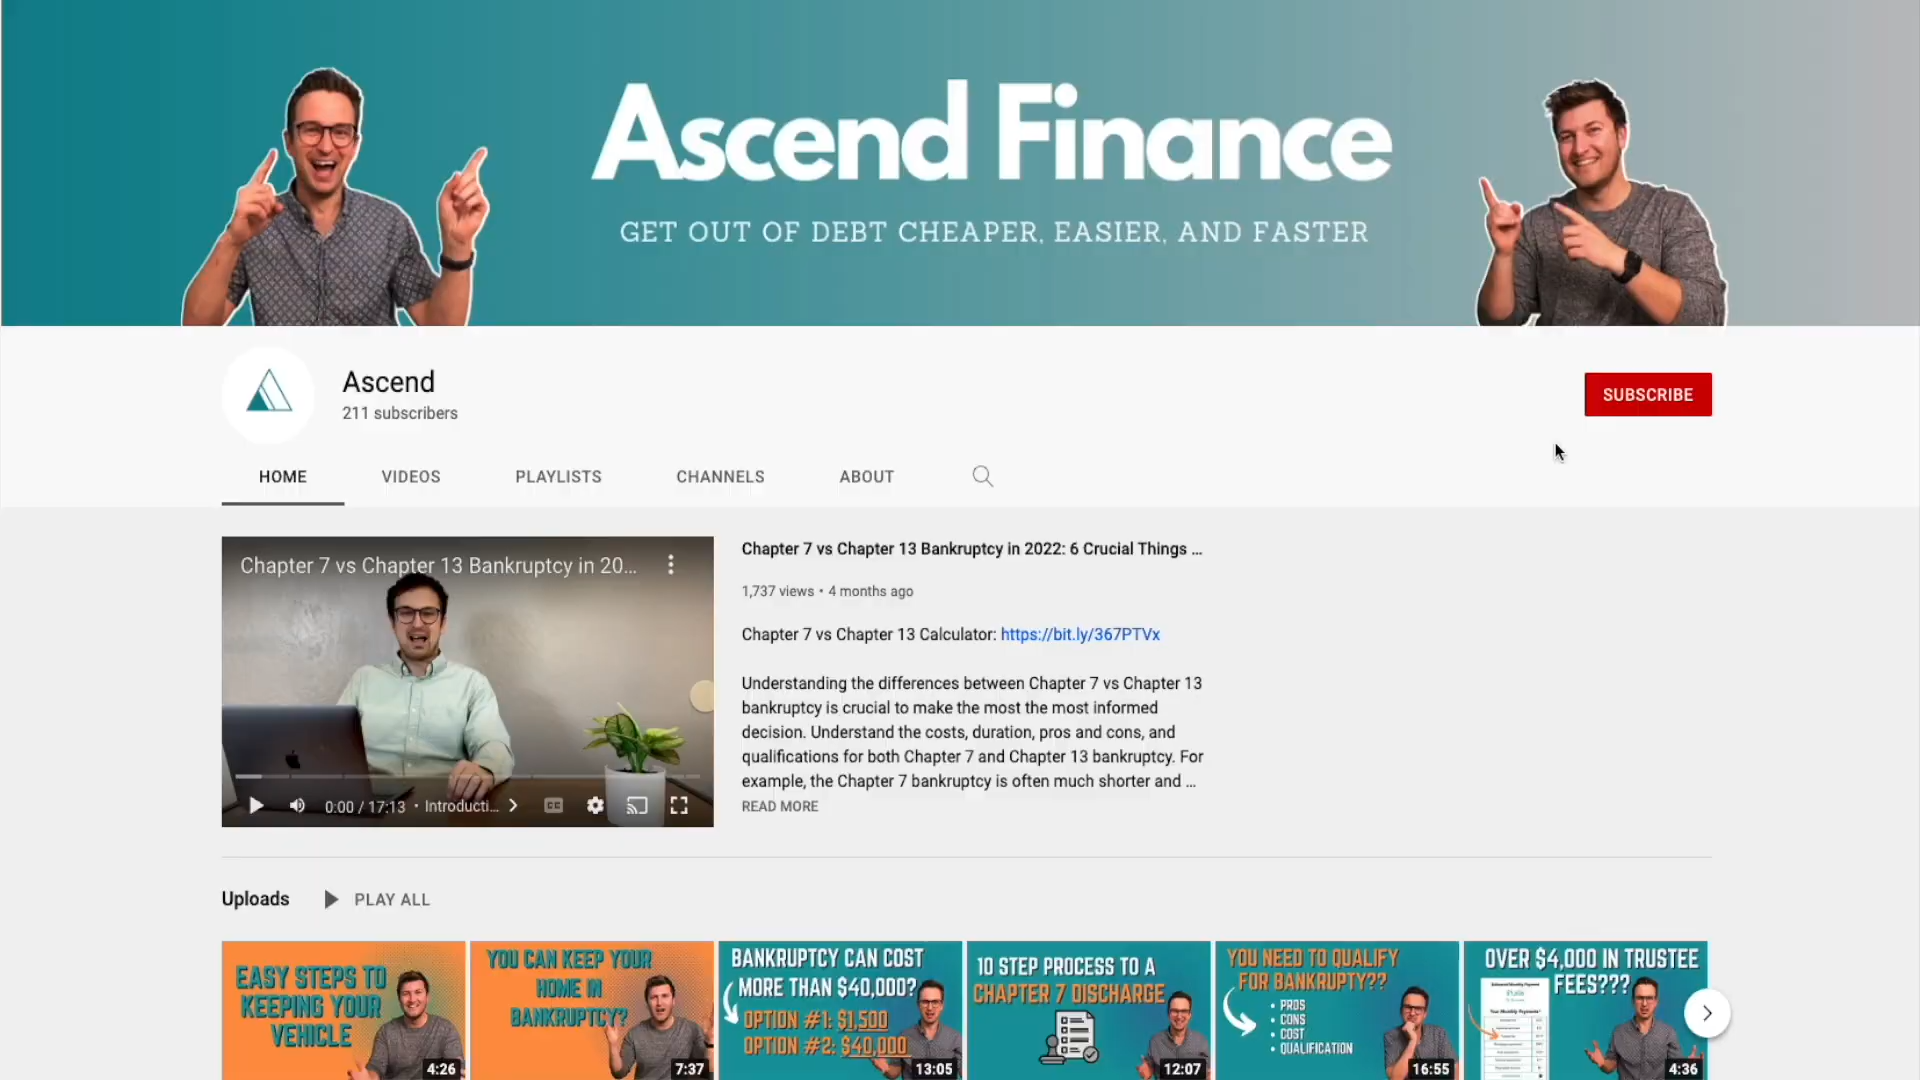 Ascend Finance
GET OUT OF DEBT CHEAPER, EASIER, AND FASTER
Ascend
211 subscribers
SUBSCRIBE
HOME
VIDEOS
PLAYLISTS
CHANNELS
ABOUT
Chapter 7 vs Chapter 13 Bankruptcy in 20...
0:00 / 17:13 • Introducti...
CC
Chapter 7 vs Chapter 13 Bankruptcy in 2022: 6 Crucial Things ...
1,737 views • 4 months ago
Chapter 7 vs Chapter 13 Calculator: https://bit.ly/367PTVx
Understanding the differences between Chapter 7 vs Chapter 13
bankruptcy is crucial to make the most the most informed
decision. Understand the costs, duration, pros and cons, and
qualifications for both Chapter 7 and Chapter 13 bankruptcy. For
example, the Chapter 7 bankruptcy is often much shorter and ...
READ MORE
Uploads
PLAY ALL
EASY STEPS TO
KEEPING YOUR
VEHICLE
4:26
YOU CAN KEEP YOUR
HOME IN
BANKRUPTCY?
7:37
BANKRUPTCY CAN COST
MORE THAN $40,000?
OPTION #1: $1,500
OPTION #2: $40,000
13:05
10 STEP PROCESS TO A
CHAPTER 7 DISCHARGE
12:07
YOU NEED TO QUALIFY
FOR BANKRUPTCY??
• PROS
• CONS
• COST
• QUALIFICATION
16:55
OVER $4,000 IN TRUSTEE
FEES???
4:36